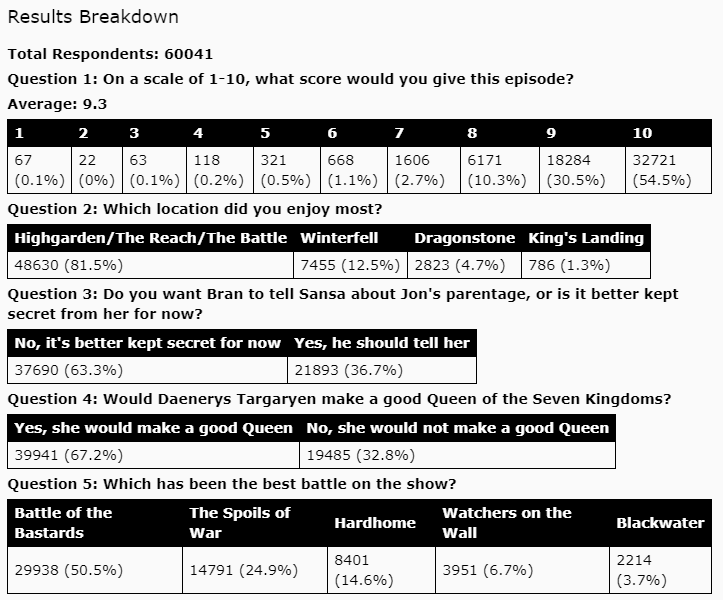 Results Breakdown
Total Respondents: 60041
Question 1: On a scale of 1-10, what score would you give this episode?
Average: 9.3
1 2 3 4 5 6 7 8 9 10
67 22 63 118 321 668 1606 6171 18284 32721
(0.1%) (0%) (0.1%) (0.2%) (0.5%) (1.1%) (2.7%) (10.3%) (30.5%) (54.5%)
Question 2: Which location did you enjoy most?
Highgarden/The Reach/The Battle Winterfell Dragonstone King's Landing
48630 (81.5%) 7455 (12.5%) 2823 (4.7%) 786 (1.3%)
Question 3: Do you want Bran to tell Sansa about Jon's parentage, or is it better kept
secret from her for now?
No, it's better kept secret for now Yes, he should tell her
37690 (63.3%) 21893 (36.7%)
Question 4: Would Daenerys Targaryen make a good Queen of the Seven Kingdoms?
Yes, she would make a good Queen No, she would not make a good Queen
39941 (67.2%) 19485 (32.8%)
Question 5: Which has been the best battle on the show?
Battle of the
Bastards
The Spoils of
War
Hardhome
Watchers on the
Wall
Blackwater
29938 (50.5%)
14791 (24.9%)
8401
(14.6%)
3951 (6.7%)
2214
(3.7%)